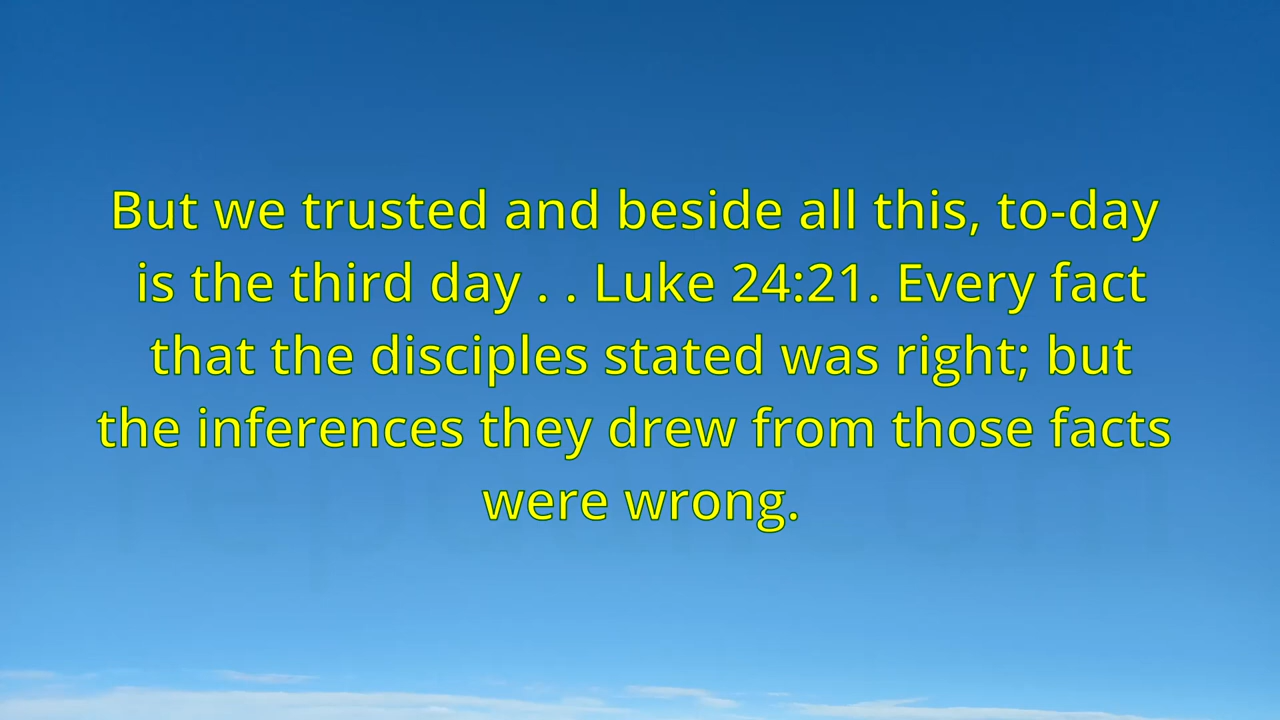 But we trusted and beside all this, to-day
is the third day . . Luke 24:21. Every fact
that the disciples stated was right; but
the inferences they drew from those facts
were wrong.